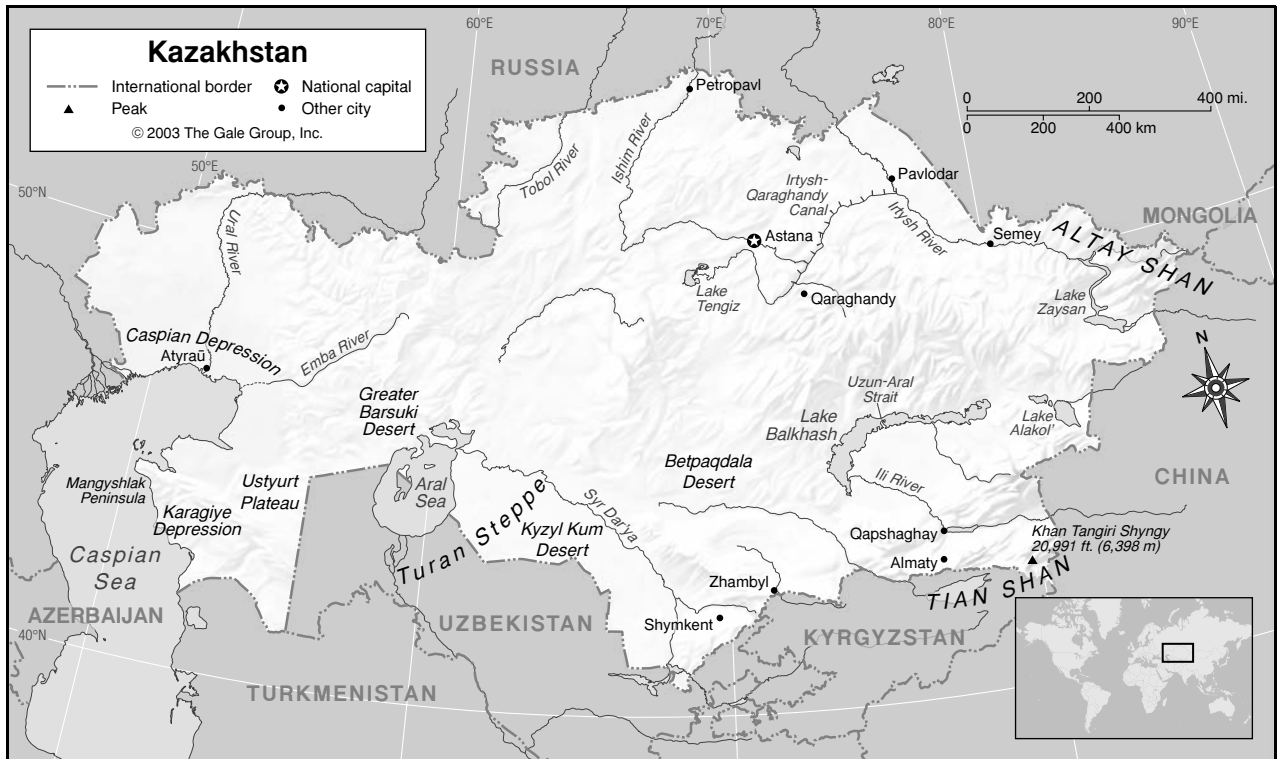 Kazakhstan
International border
National capital
Peak
Other city
© 2003 The Gale Group, Inc.
60°E
70°E
80°E
90°E
50°E
50°N
40°N
0 200 400 mi.
0 200 400 km
RUSSIA
Petropavl
Tobol River
Ishim River
Irtysh-
Qaraghandy
Canal
Pavlodar
Irtysh River
MONGOLIA
ALTAY SHAN
Semey
Astana
Ural River
Lake
Tengiz
Qaraghandy
Lake
Zaysan
Caspian Depression
Atyraū
Emba River
N
Greater
Barsuki
Desert
Uzun-Aral
Strait
Lake
Balkhash
Lake
Alakol'
Betpaqdala
Desert
CHINA
Mangyshlak
Peninsula
Ustyurt
Plateau
Aral
Sea
Ili River
Karagiye
Depression
Turan Steppe
Syr Dar'ya
Kyzyl Kum
Desert
Qapshaghay
Khan Tangiri Shyngy
20,991 ft. (6,398 m)
Caspian
Sea
Almaty
TIAN SHAN
Zhambyl
AZERBAIJAN
UZBEKISTAN
Shymkent
KYRGYZSTAN
TURKMENISTAN